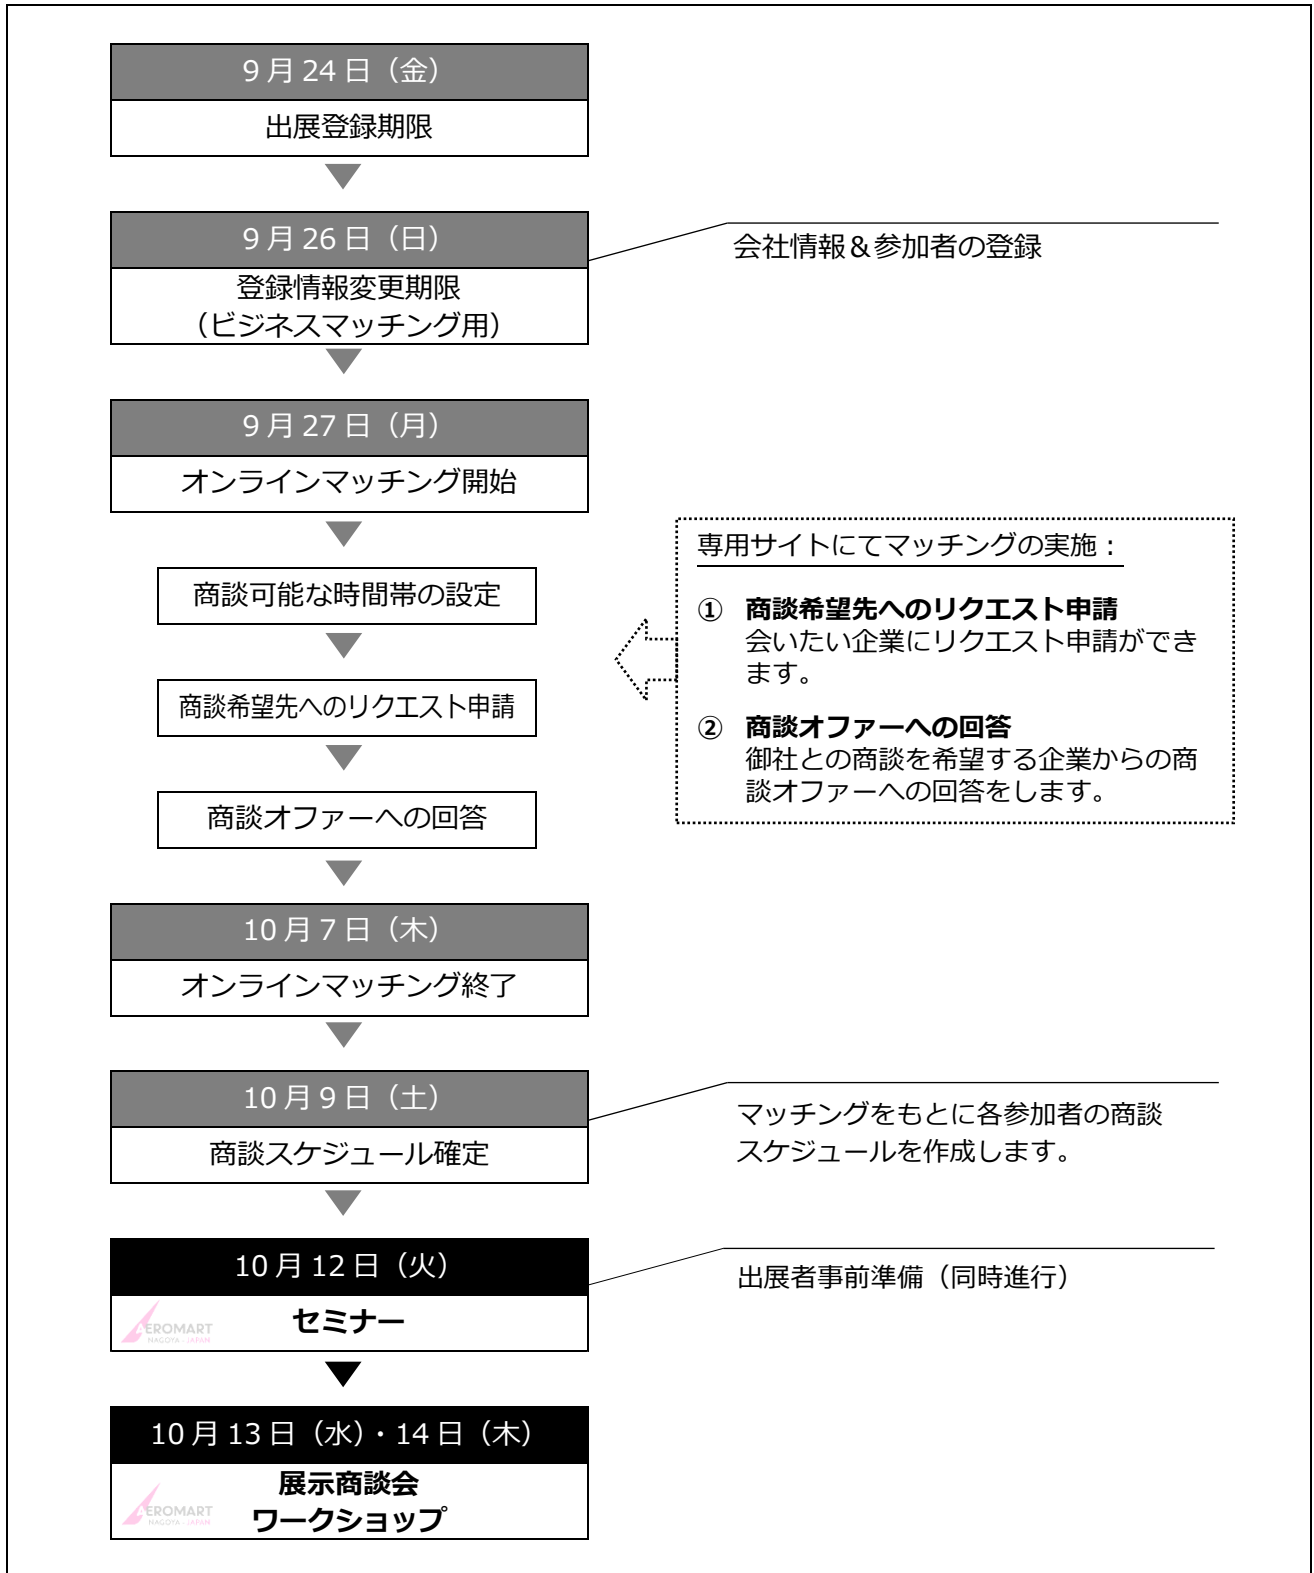 9月24日（金）
出展登録期限
9月26日（日）
会社情報＆参加者の登録
登録情報変更期限
（ビジネスマッチング用）
9月27日（月）
オンラインマッチング開始
商談可能な時間帯の設定
商談希望先へのリクエスト申請
商談オファーへの回答
専用サイトにてマッチングの実施：
① 商談希望先へのリクエスト申請
会いたい企業にリクエスト申請ができ
ます。
② 商談オファーへの回答
御社との商談を希望する企業からの商
談オファーへの回答をします。
10月7日（木）
オンラインマッチング終了
10月9日（土）
商談スケジュール確定
マッチングをもとに各参加者の商談
スケジュールを作成します。
10月12日（火）
出展者事前準備（同時進行）
セミナー
AEROMART
NAGOYA - JAPAN
10月13日（水）・14日（木）
展示商談会
ワークショップ
AEROMART
NAGOYA - JAPAN